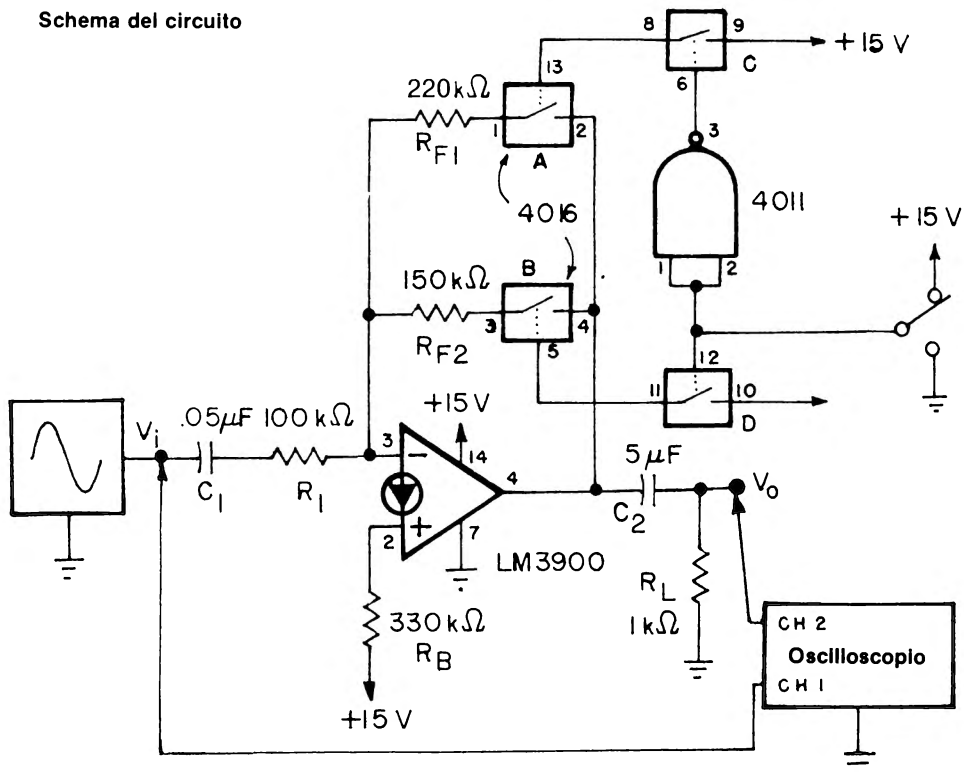 Schema del circuito
8 9
C
6
+15 V
13
220kΩ
1 2
RF1
A
4016
3
4011
1 2
+15 V
B
150kΩ
3 4
RF2
5
12
11 10
D
+15V
.05μF 100kΩ
Vi
C1
R1
3
−
14
4
+
2
7
LM3900
5μF
C2
Vo
RL
1kΩ
330kΩ
RB
+15V
CH 2
Oscilloscopio
CH 1